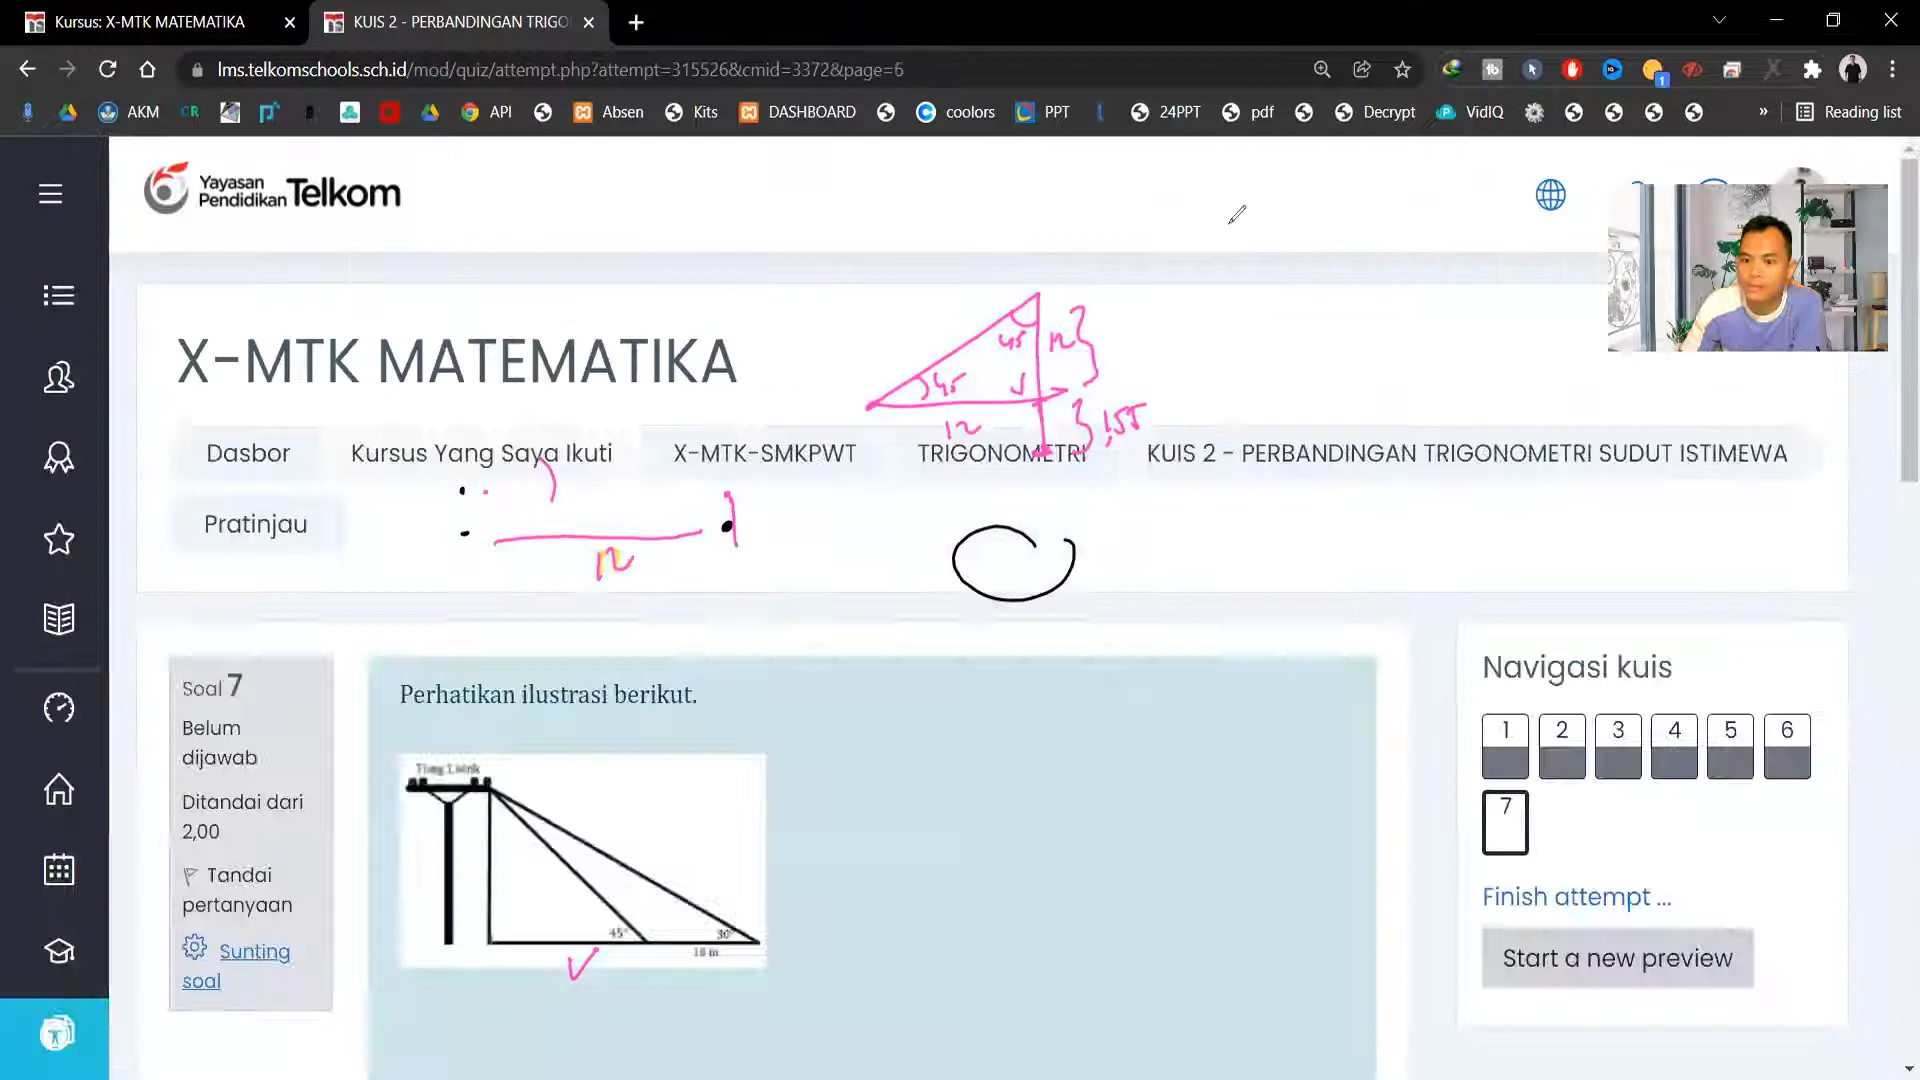 Kursus: X-MTK MATEMATIKA
KUIS 2 - PERBANDINGAN TRIGO
lms.telkomschools.sch.id/mod/quiz/attempt.php?attempt=315526&cmid=3372&page=6
AKM
CR
API
Absen
Kits
DASHBOARD
coolors
PPT
24PPT
pdf
Decrypt
VidIQ
»
Reading list
Yayasan
Pendidikan Telkom
X-MTK MATEMATIKA
45
12
45
12
1,55
Dasbor
Kursus Yang Saya Ikuti
X-MTK-SMKPWT
TRIGONOMETRI
KUIS 2 - PERBANDINGAN TRIGONOMETRI SUDUT ISTIMEWA
Pratinjau
12
Soal 7
Belum
dijawab
Ditandai dari
2,00
Tandai
pertanyaan
Sunting
soal
Perhatikan ilustrasi berikut.
Tiang Listrik
45°
30°
18 m
Navigasi kuis
1
2
3
4
5
6
7
Finish attempt ...
Start a new preview